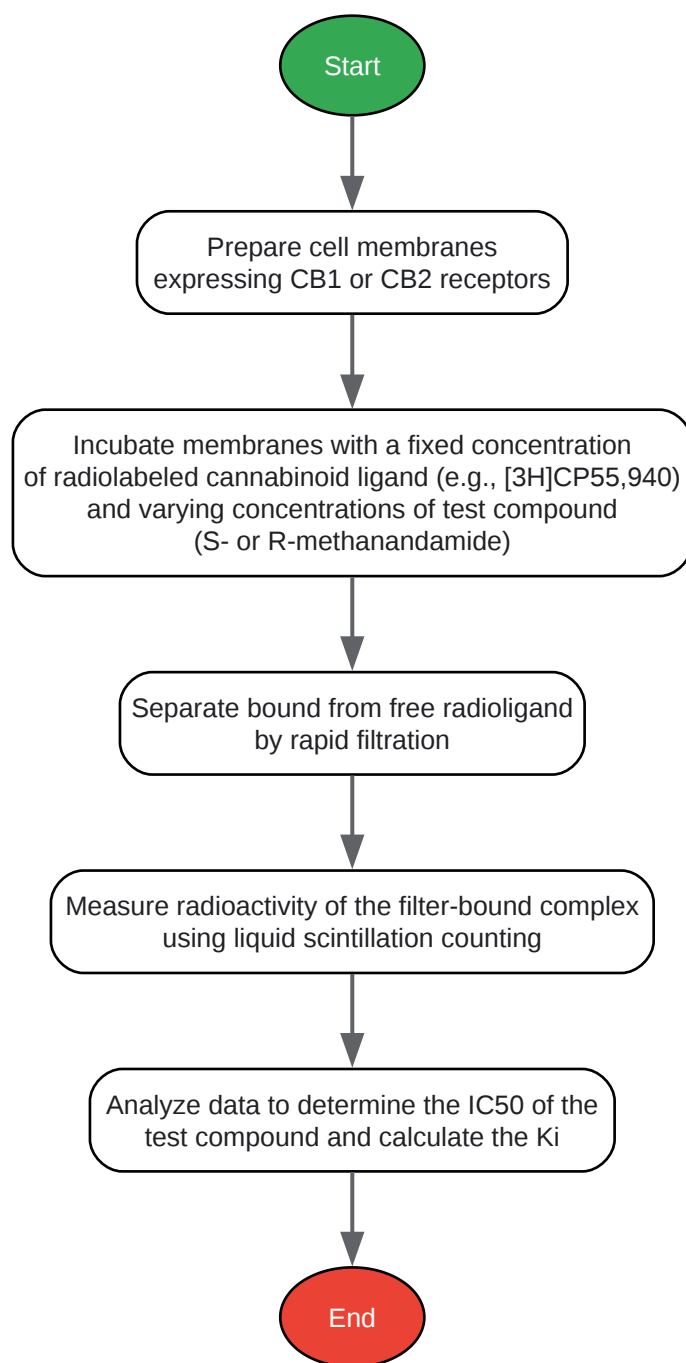 Start
Prepare cell membranes
expressing CB1 or CB2 receptors
Incubate membranes with a fixed concentration
of radiolabeled cannabinoid ligand (e.g., [3H]CP55,940)
and varying concentrations of test compound
(S- or R-methanandamide)
Separate bound from free radioligand
by rapid filtration
Measure radioactivity of the filter-bound complex
using liquid scintillation counting
Analyze data to determine the IC50 of the
test compound and calculate the Ki
End